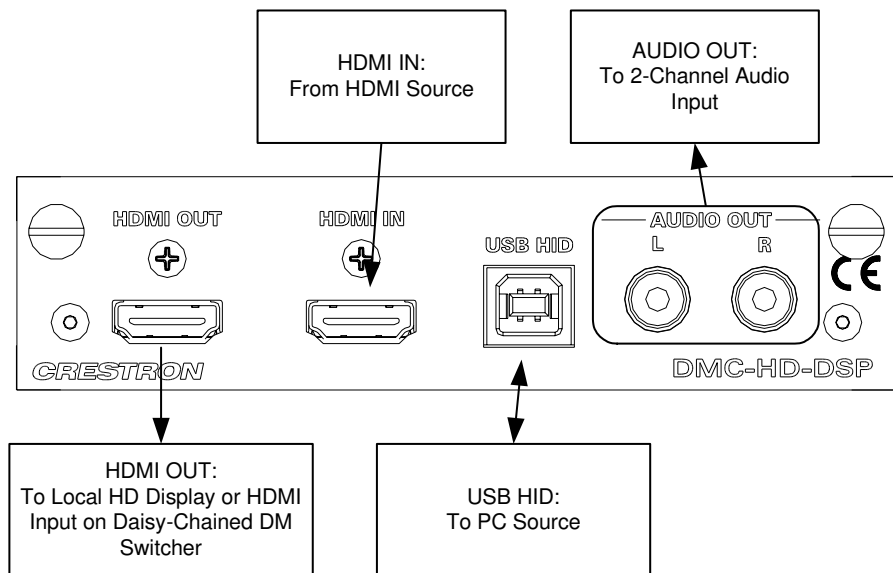 HDMI IN:
From HDMI Source
AUDIO OUT:
To 2-Channel Audio
Input
HDMI OUT
HDMI IN
USB HID
AUDIO OUT
L
R
CE
CRESTRON
DMC-HD-DSP
HDMI OUT:
To Local HD Display or HDMI
Input on Daisy-Chained DM
Switcher
USB HID:
To PC Source